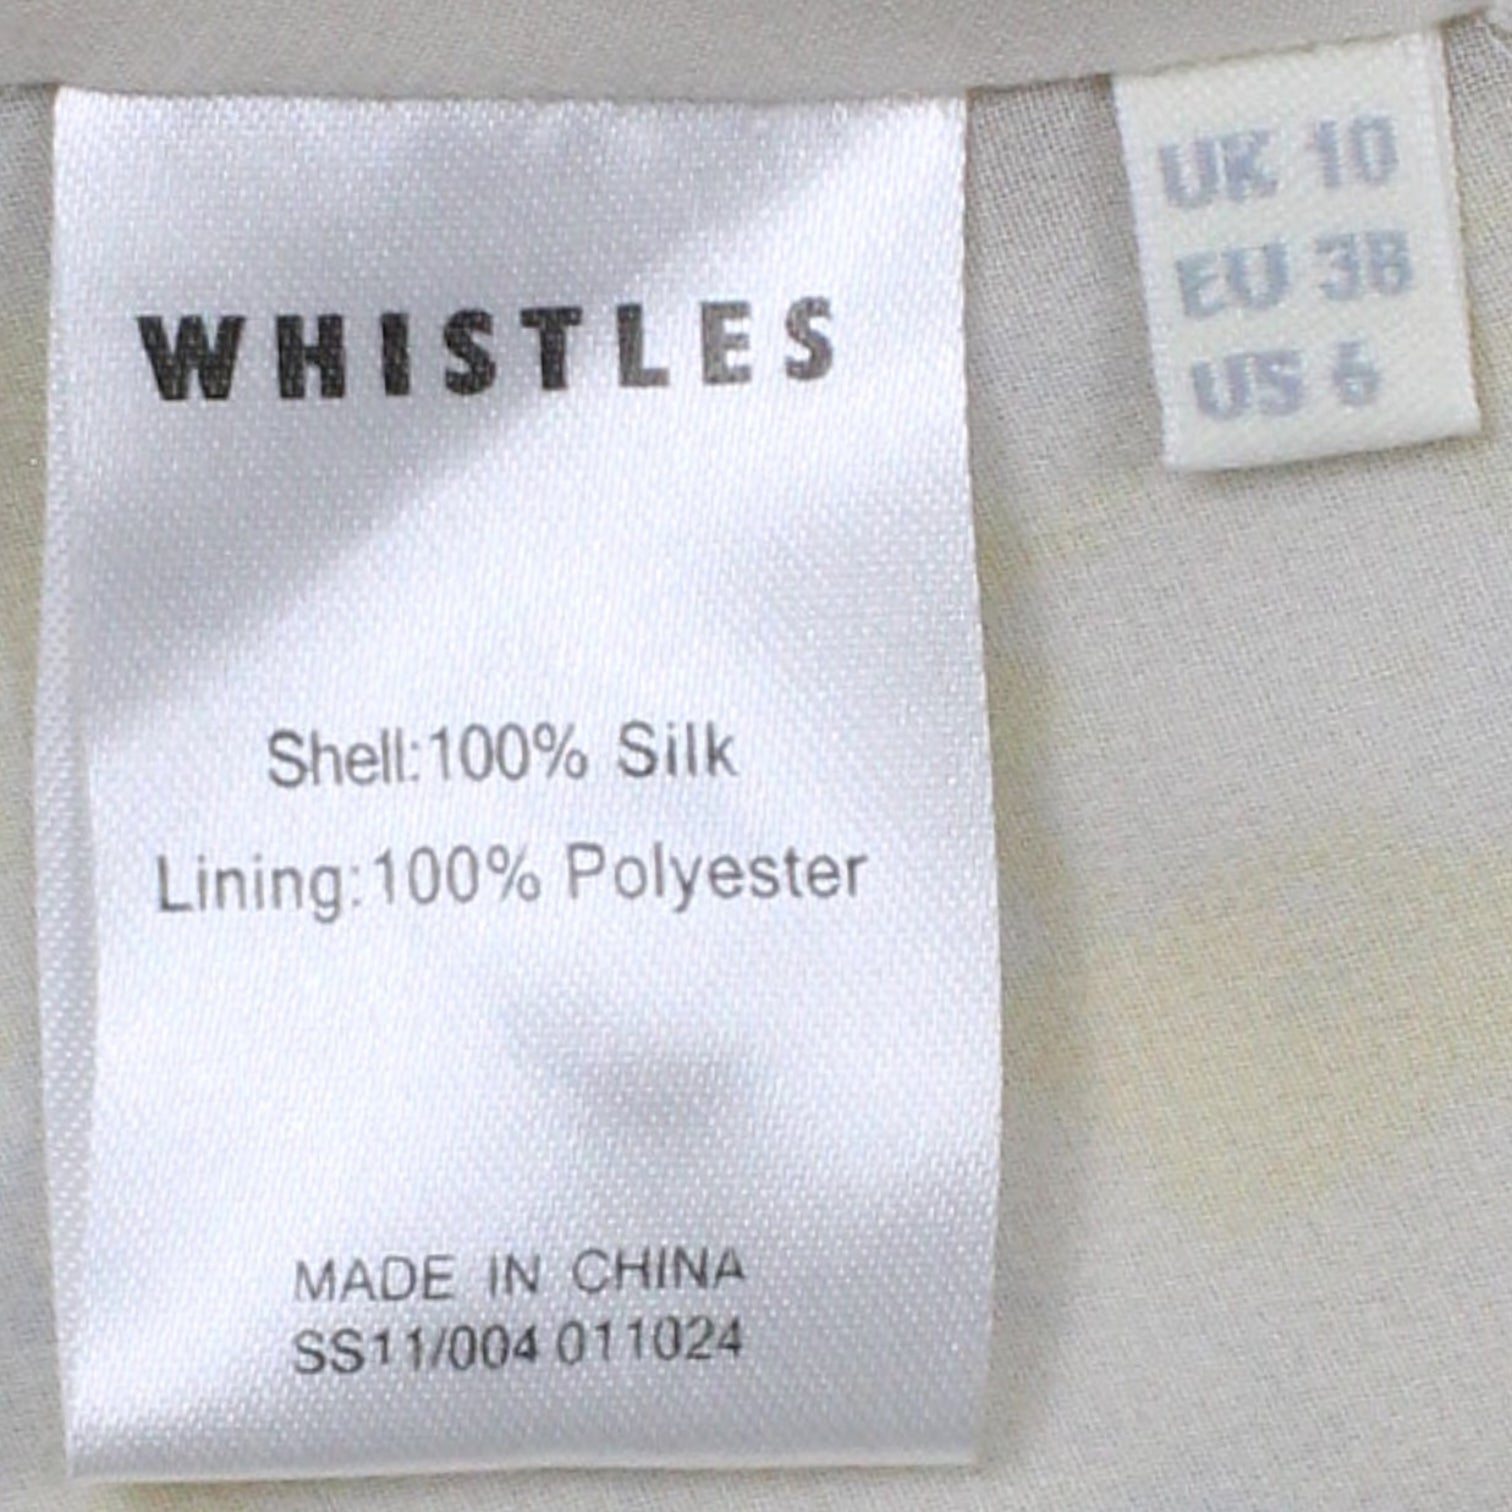 WHISTLES
Shell:100% Silk
Lining:100% Polyester
MADE IN CHINA
SS11/004 011024
UK 10
EU 38
US 6